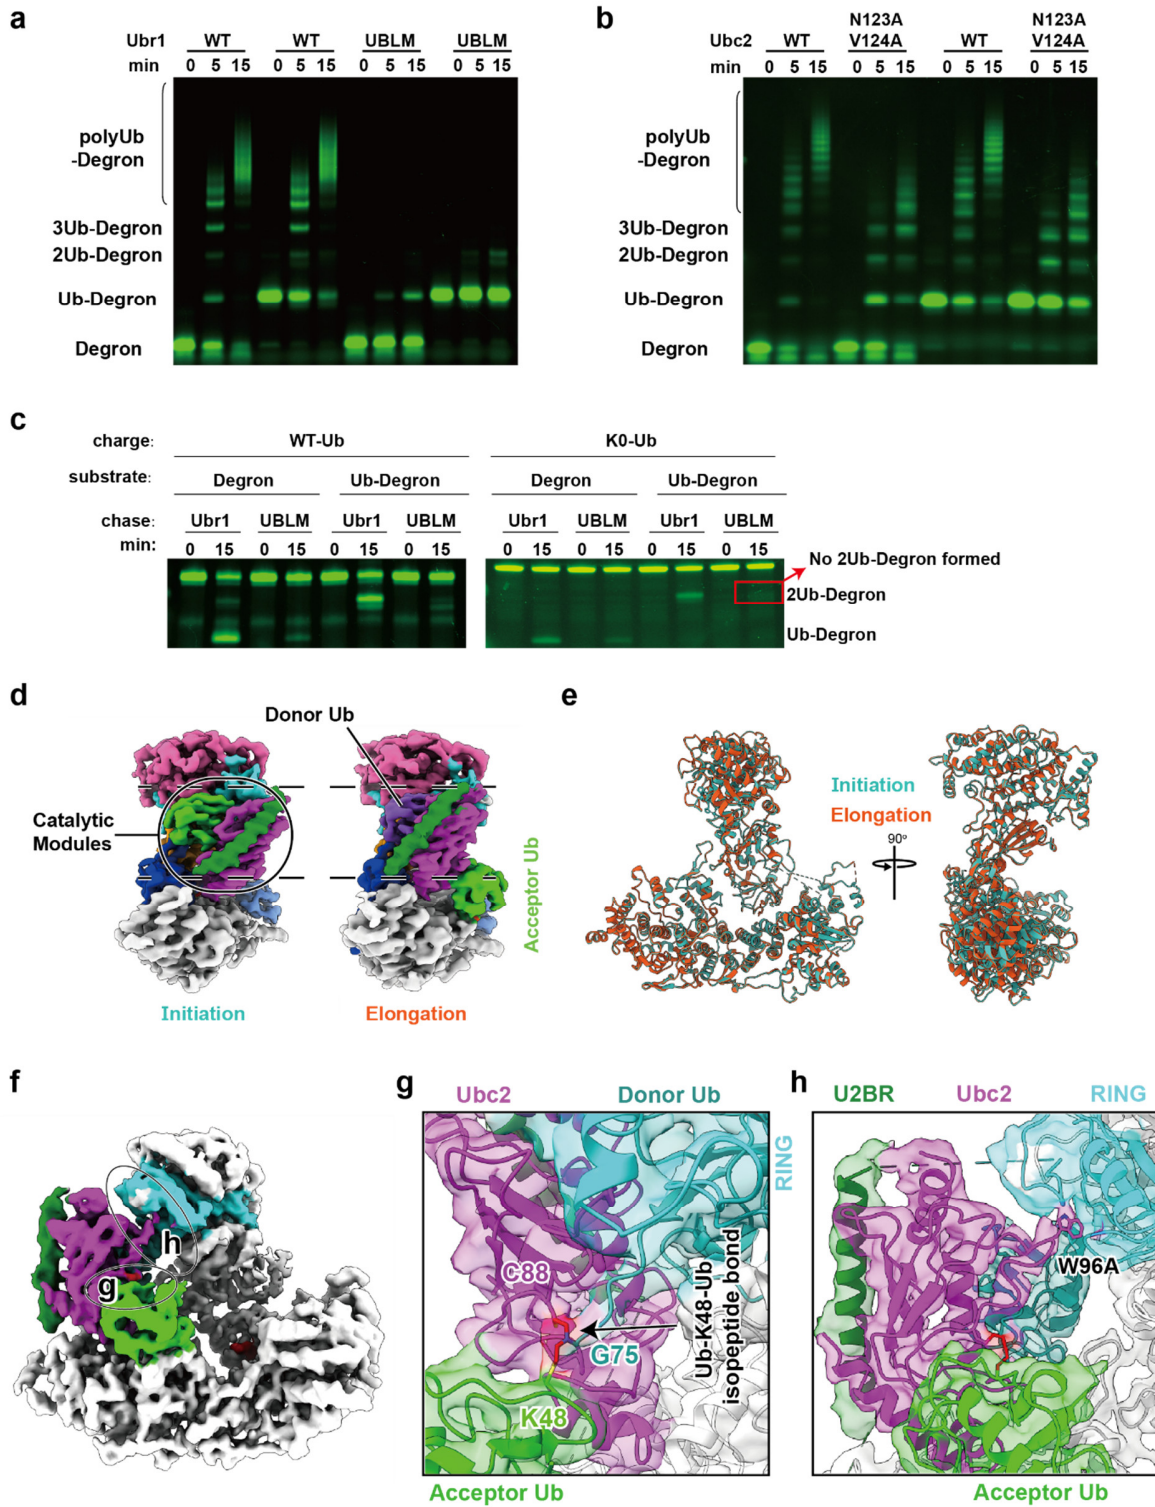 a
Ubr1 WT WT UBLM UBLM
min 0 5 15 0 5 15 0 5 15 0 5 15
polyUb
-Degron
3Ub-Degron
2Ub-Degron
Ub-Degron
Degron
b
N123A N123A
Ubc2 WT V124A WT V124A
min 0 5 15 0 5 15 0 5 15 0 5 15
polyUb
-Degron
3Ub-Degron
2Ub-Degron
Ub-Degron
Degron
c
charge: WT-Ub K0-Ub
substrate: Degron Ub-Degron Degron Ub-Degron
chase: Ubr1 UBLM Ubr1 UBLM Ubr1 UBLM Ubr1 UBLM
min: 0 15 0 15 0 15 0 15 0 15 0 15 0 15 0 15
No 2Ub-Degron formed
2Ub-Degron
Ub-Degron
d
Donor Ub
Catalytic
Modules
Acceptor Ub
Initiation Elongation
e
Initiation
Elongation
90°
f
h
g
g
Ubc2 Donor Ub
RING
C88
G75
K48
Ub-K48-Ub
isopeptide bond
Acceptor Ub
h
U2BR Ubc2 RING
W96A
Acceptor Ub